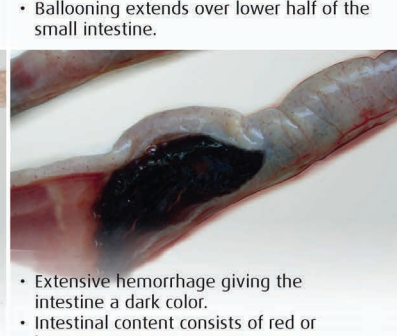 • Ballooning extends over lower half of the
small intestine.
• Extensive hemorrhage giving the
intestine a dark color.
• Intestinal content consists of red or